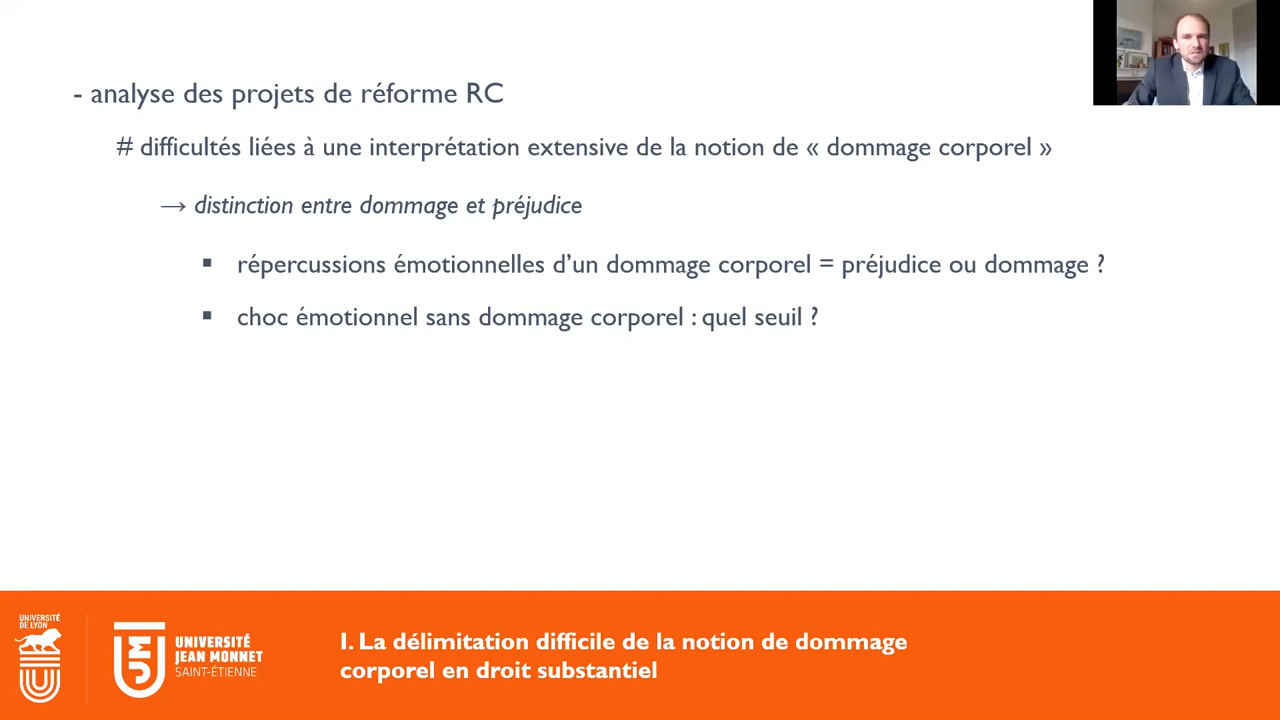 - analyse des projets de réforme RC
# difficultés liées à une interprétation extensive de la notion de « dommage corporel »
→ distinction entre dommage et préjudice
▪ répercussions émotionnelles d’un dommage corporel = préjudice ou dommage ?
▪ choc émotionnel sans dommage corporel : quel seuil ?
UNIVERSITÉ
DE LYON
UNIVERSITÉ
JEAN MONNET
SAINT-ÉTIENNE
I. La délimitation difficile de la notion de dommage
corporel en droit substantiel